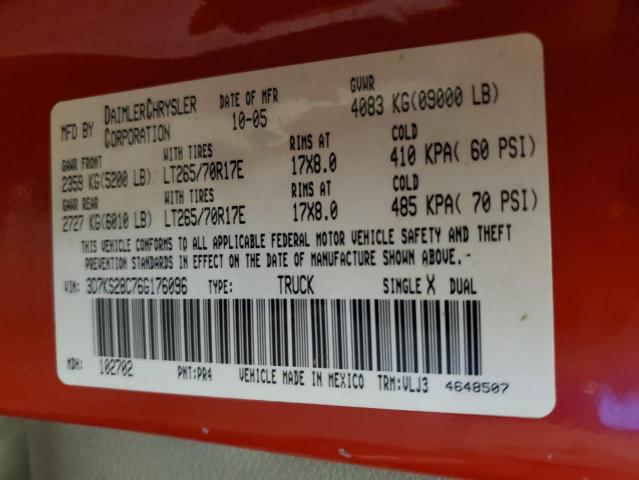 MFD BY DAIMLERCHRYSLER CORPORATION DATE OF MFR 10-05 GVWR 4083 KG(09000 LB)
GAWR FRONT WITH TIRES RIMS AT COLD
2359 KG(5200 LB) LT265/70R17E 17X8.0 410 KPA( 60 PSI)
GAWR REAR WITH TIRES RIMS AT COLD
2727 KG(6010 LB) LT265/70R17E 17X8.0 485 KPA( 70 PSI)
THIS VEHICLE CONFORMS TO ALL APPLICABLE FEDERAL MOTOR VEHICLE SAFETY AND THEFT
PREVENTION STANDARDS IN EFFECT ON THE DATE OF MANUFACTURE SHOWN ABOVE.
VIN: 3D7KS28C76G176096 TYPE: TRUCK SINGLE X DUAL
MDH: 102702 PNT:PR4 VEHICLE MADE IN MEXICO TRM:VLJ3 4648507